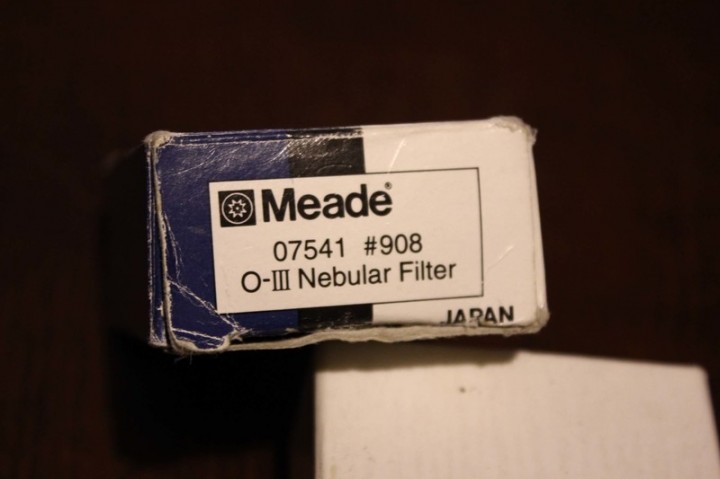 Meade®
07541 #908
O-III Nebular Filter
JAPAN